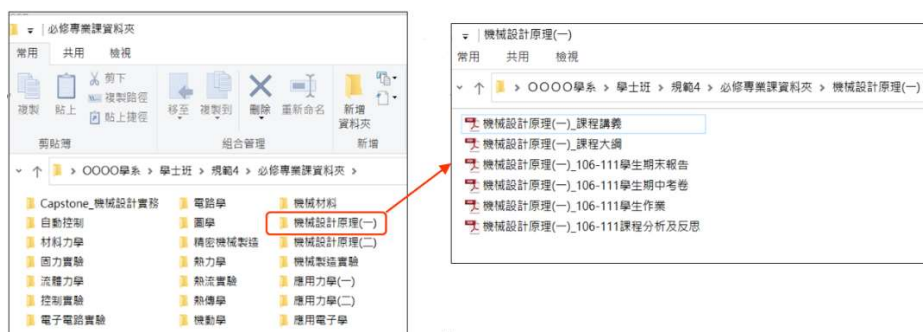 必修專業課資料夾
常用 共用 檢視
複製 貼上
剪下
複製路徑
貼上捷徑
移至 複製到 刪除 重新命名
新增
資料夾
剪貼簿 組合管理 新增
OOOO學系 > 學士班 > 規範4 > 必修專業課資料夾 >
Capstone_機械設計實務 電路學 機械材料
自動控制 圖學 機械設計原理(一)
材料力學 精密機械製造 機械設計原理(二)
固力實驗 熱力學 機械製造實驗
流體力學 熱流實驗 應用力學(一)
控制實驗 熱傳學 應用力學(二)
電子電路實驗 機動學 應用電子學
機械設計原理(一)
常用 共用 檢視
OOOO學系 > 學士班 > 規範4 > 必修專業課資料夾 > 機械設計原理(一)
機械設計原理(一)_課程講義
機械設計原理(一)_課程大綱
機械設計原理(一)_106-111學生期末報告
機械設計原理(一)_106-111學生期中考卷
機械設計原理(一)_106-111學生作業
機械設計原理(一)_106-111課程分析及反思